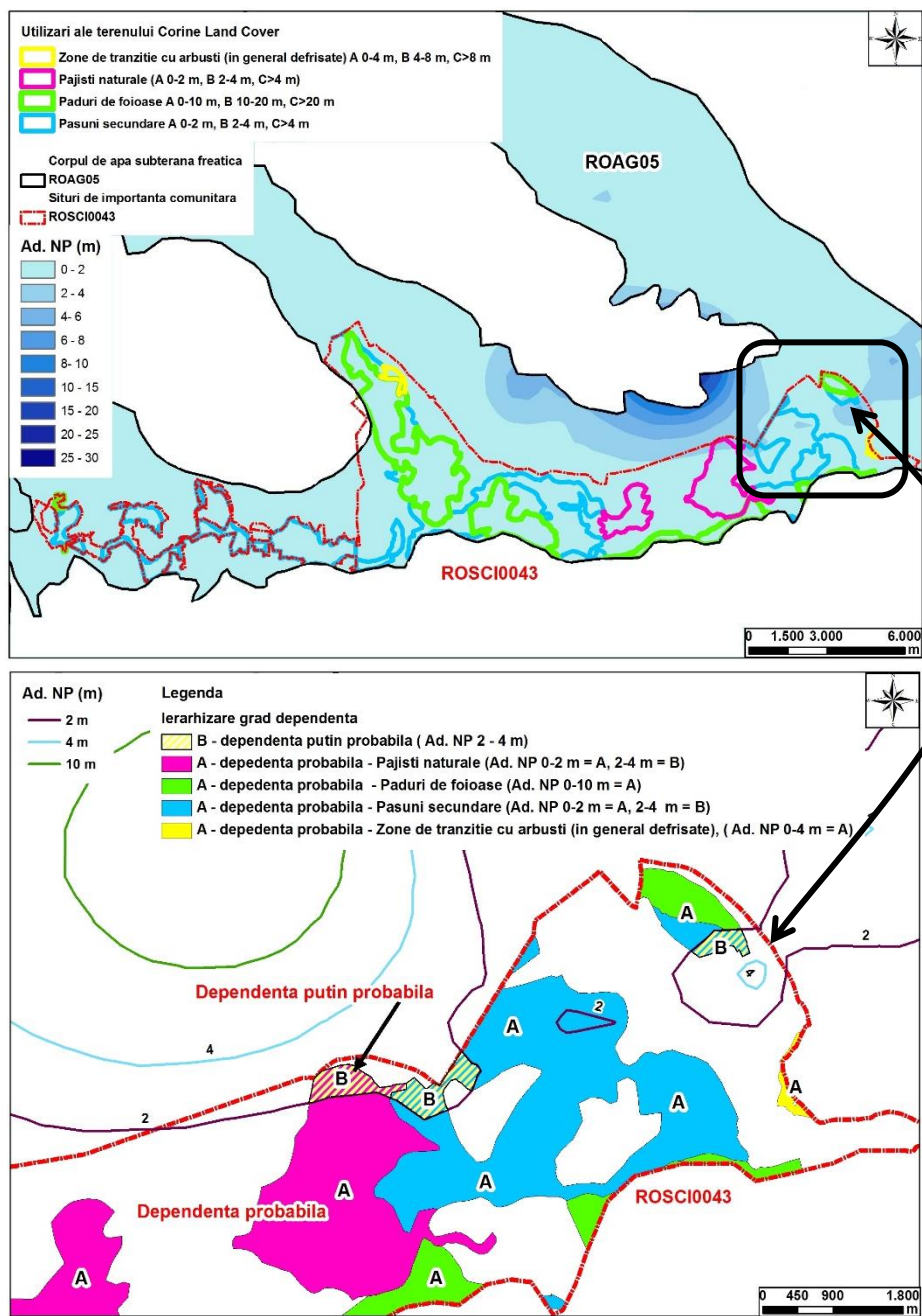 Utilizari ale terenului Corine Land Cover
Zone de tranzitie cu arbusti (in general defrisate) A 0-4 m, B 4-8 m, C>8 m
Pajisti naturale (A 0-2 m, B 2-4 m, C>4 m)
Paduri de foioase A 0-10 m, B 10-20 m, C>20 m
Pasuni secundare A 0-2 m, B 2-4 m, C>4 m
Corpul de apa subterana freatica
ROAG05
Situri de importanta comunitara
ROSCI0043
Ad. NP (m)
0 - 2
2 - 4
4 - 6
6 - 8
8- 10
10 - 15
15 - 20
20 - 25
25 - 30
ROAG05
ROSCI0043
0 1.500 3.000 6.000
m
Ad. NP (m)
2 m
4 m
10 m
Legenda
Ierarhizare grad dependenta
B - dependenta putin probabila ( Ad. NP 2 - 4 m)
A - depedenta probabila - Pajisti naturale (Ad. NP 0-2 m = A, 2-4 m = B)
A - depedenta probabila - Paduri de foioase (Ad. NP 0-10 m = A)
A - depedenta probabila - Pasuni secundare (Ad. NP 0-2 m = A, 2-4 m = B)
A - depedenta probabila - Zone de tranzitie cu arbusti (in general defrisate), ( Ad. NP 0-4 m = A)
A
B
2
4
Dependenta putin probabila
A
2
4
B
B
A
A
2
A
A
Dependenta probabila
ROSCI0043
A
A
0 450 900 1.800
m